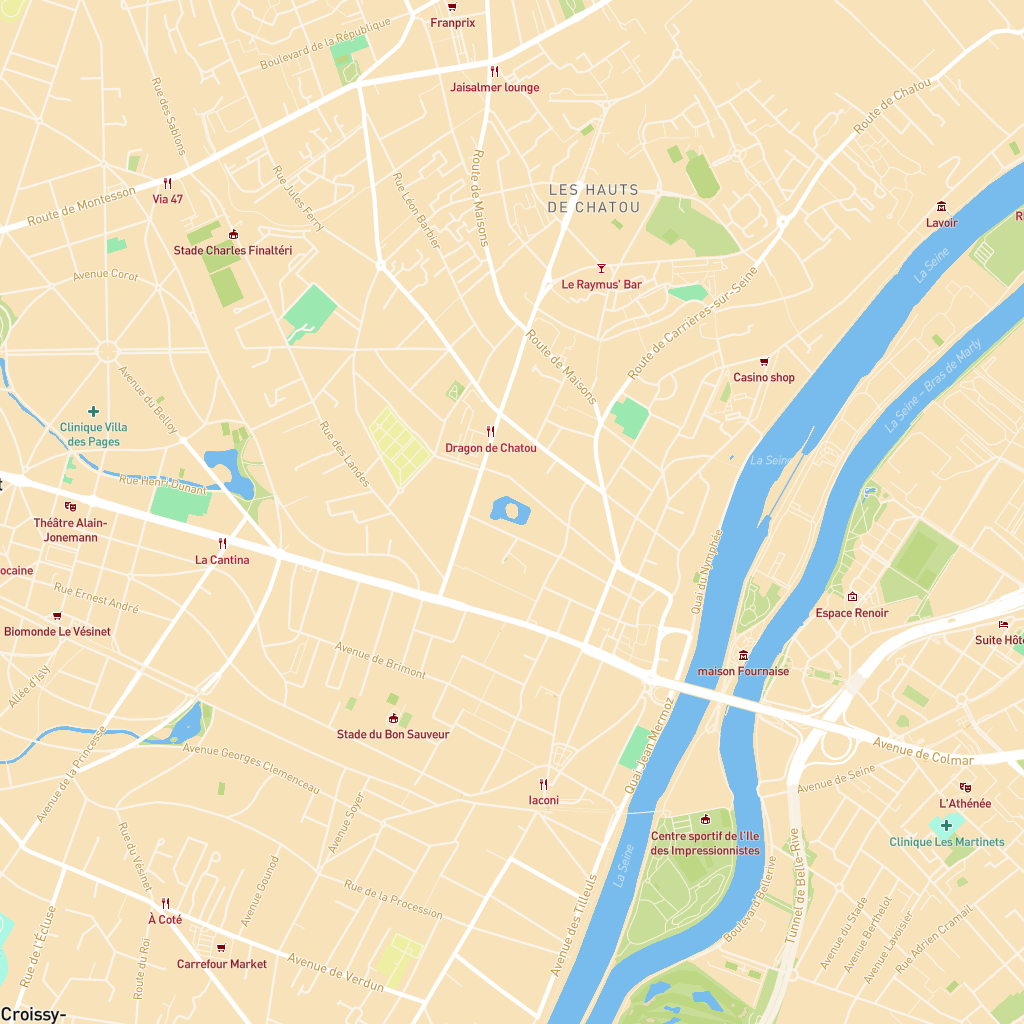 Franprix
Boulevard de la République
Jaisalmer lounge
Rue des Sablons
Route de Chatou
Route de Maisons
Rue Jules Ferry
Rue Léon Barbier
LES HAUTS
DE CHATOU
Via 47
Route de Montesson
Lavoir
Stade Charles Finaltéri
La Seine
Avenue Corot
Le Raymus' Bar
Route de Carrières-sur-Seine
Route de Maisons
Casino shop
La Seine - Bras de Marly
Avenue du Belloy
Clinique Villa
des Pages
Rue des Landes
Dragon de Chatou
La Seine
Rue Henri Dunant
Théâtre Alain-
Jonemann
La Cantina
Quai du Nymphée
ocaine
Rue Ernest André
Espace Renoir
Biomonde Le Vésinet
Suite Hôte
Avenue de Brimont
maison Fournaise
Allée d'Isly
Stade du Bon Sauveur
Quai Jean Mermoz
Avenue de la Princesse
Avenue Georges Clemenceau
Avenue de Colmar
Avenue de Seine
Iaconi
L'Athénée
Avenue Soyer
Centre sportif de l'Ile
des Impressionnistes
Clinique Les Martinets
Rue du Vésinet
La Seine
Tunnel de Belle-Rive
Avenue Gounod
Rue de la Procession
Boulevard Bellerive
À Coté
Avenue des Tilleuls
Avenue du Stade
Avenue Berthelot
Avenue Lavoisier
Rue Adrien Cramail
Rue de l'Écluse
Route du Roi
Carrefour Market
Avenue de Verdun
Croissy-